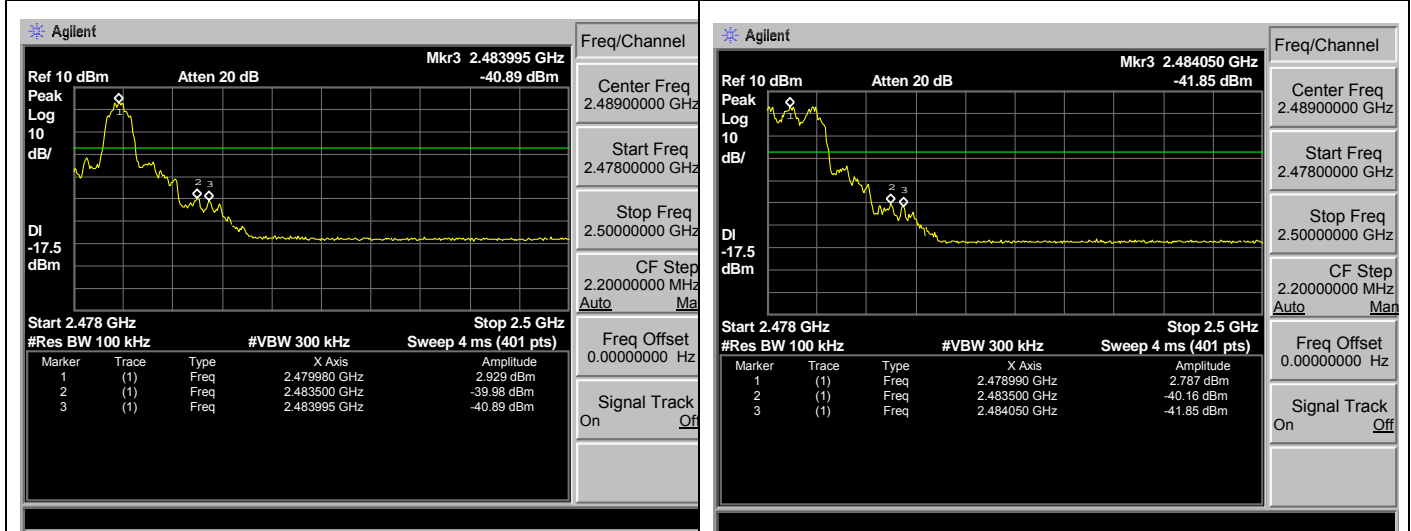 Agilent
Freq/Channel
Mkr3 2.483995 GHz
Ref 10 dBm Atten 20 dB -40.89 dBm
Peak
Log
10
dB/
1
2 3
DI
-17.5
dBm
Start 2.478 GHz Stop 2.5 GHz
#Res BW 100 kHz #VBW 300 kHz Sweep 4 ms (401 pts)
Marker Trace Type X Axis Amplitude
1 (1) Freq 2.479980 GHz 2.929 dBm
2 (1) Freq 2.483500 GHz -39.98 dBm
3 (1) Freq 2.483995 GHz -40.89 dBm
Center Freq
2.48900000 GHz
Start Freq
2.47800000 GHz
Stop Freq
2.50000000 GHz
CF Step
2.20000000 MHz
Auto Ma
Freq Offset
0.00000000 Hz
Signal Track
On Off
Agilent
Freq/Channel
Mkr3 2.484050 GHz
Ref 10 dBm Atten 20 dB -41.85 dBm
Peak
Log
10
dB/
1
2 3
DI
-17.5
dBm
Start 2.478 GHz Stop 2.5 GHz
#Res BW 100 kHz #VBW 300 kHz Sweep 4 ms (401 pts)
Marker Trace Type X Axis Amplitude
1 (1) Freq 2.478990 GHz 2.787 dBm
2 (1) Freq 2.483500 GHz -40.16 dBm
3 (1) Freq 2.484050 GHz -41.85 dBm
Center Freq
2.48900000 GHz
Start Freq
2.47800000 GHz
Stop Freq
2.50000000 GHz
CF Step
2.20000000 MHz
Auto Man
Freq Offset
0.00000000 Hz
Signal Track
On Off